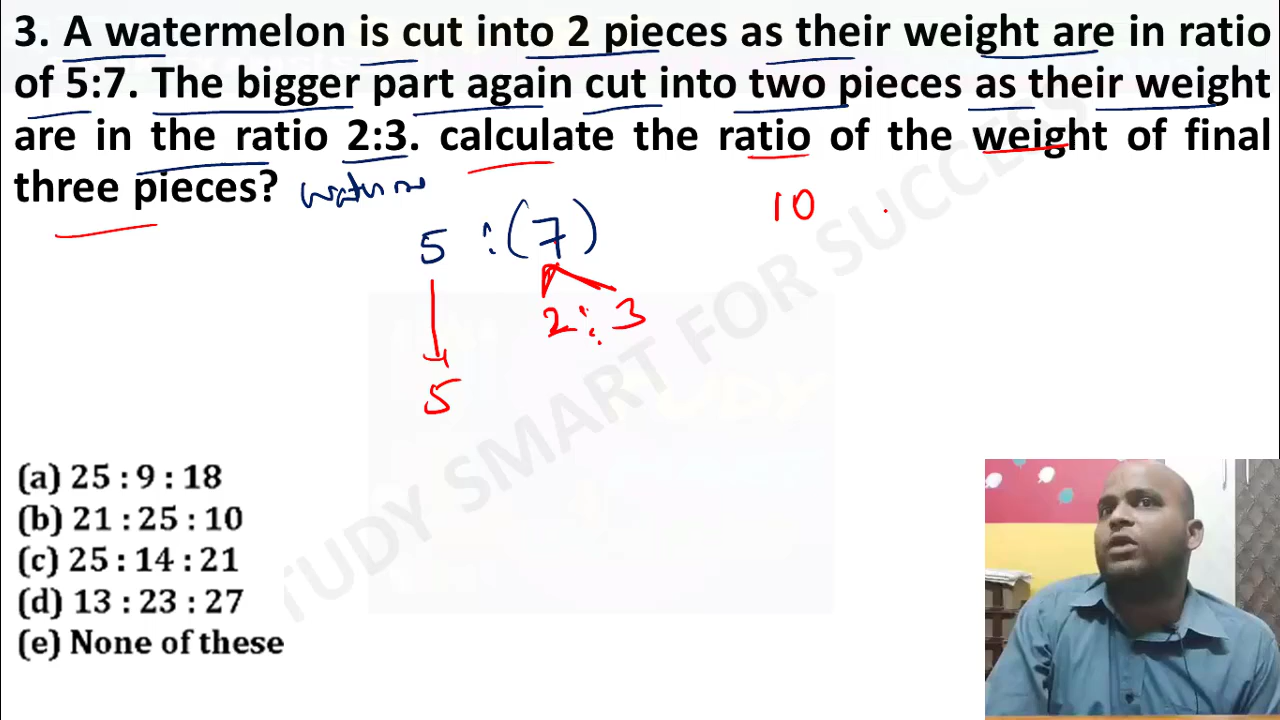 3. A watermelon is cut into 2 pieces as their weight are in ratio
of 5:7. The bigger part again cut into two pieces as their weight
are in the ratio 2:3. calculate the ratio of the weight of final
three pieces?
10
5 : (7)
2 : 3
5
STUDY SMART FOR SUCCESS
(a) 25 : 9 : 18
(b) 21 : 25 : 10
(c) 25 : 14 : 21
(d) 13 : 23 : 27
(e) None of these